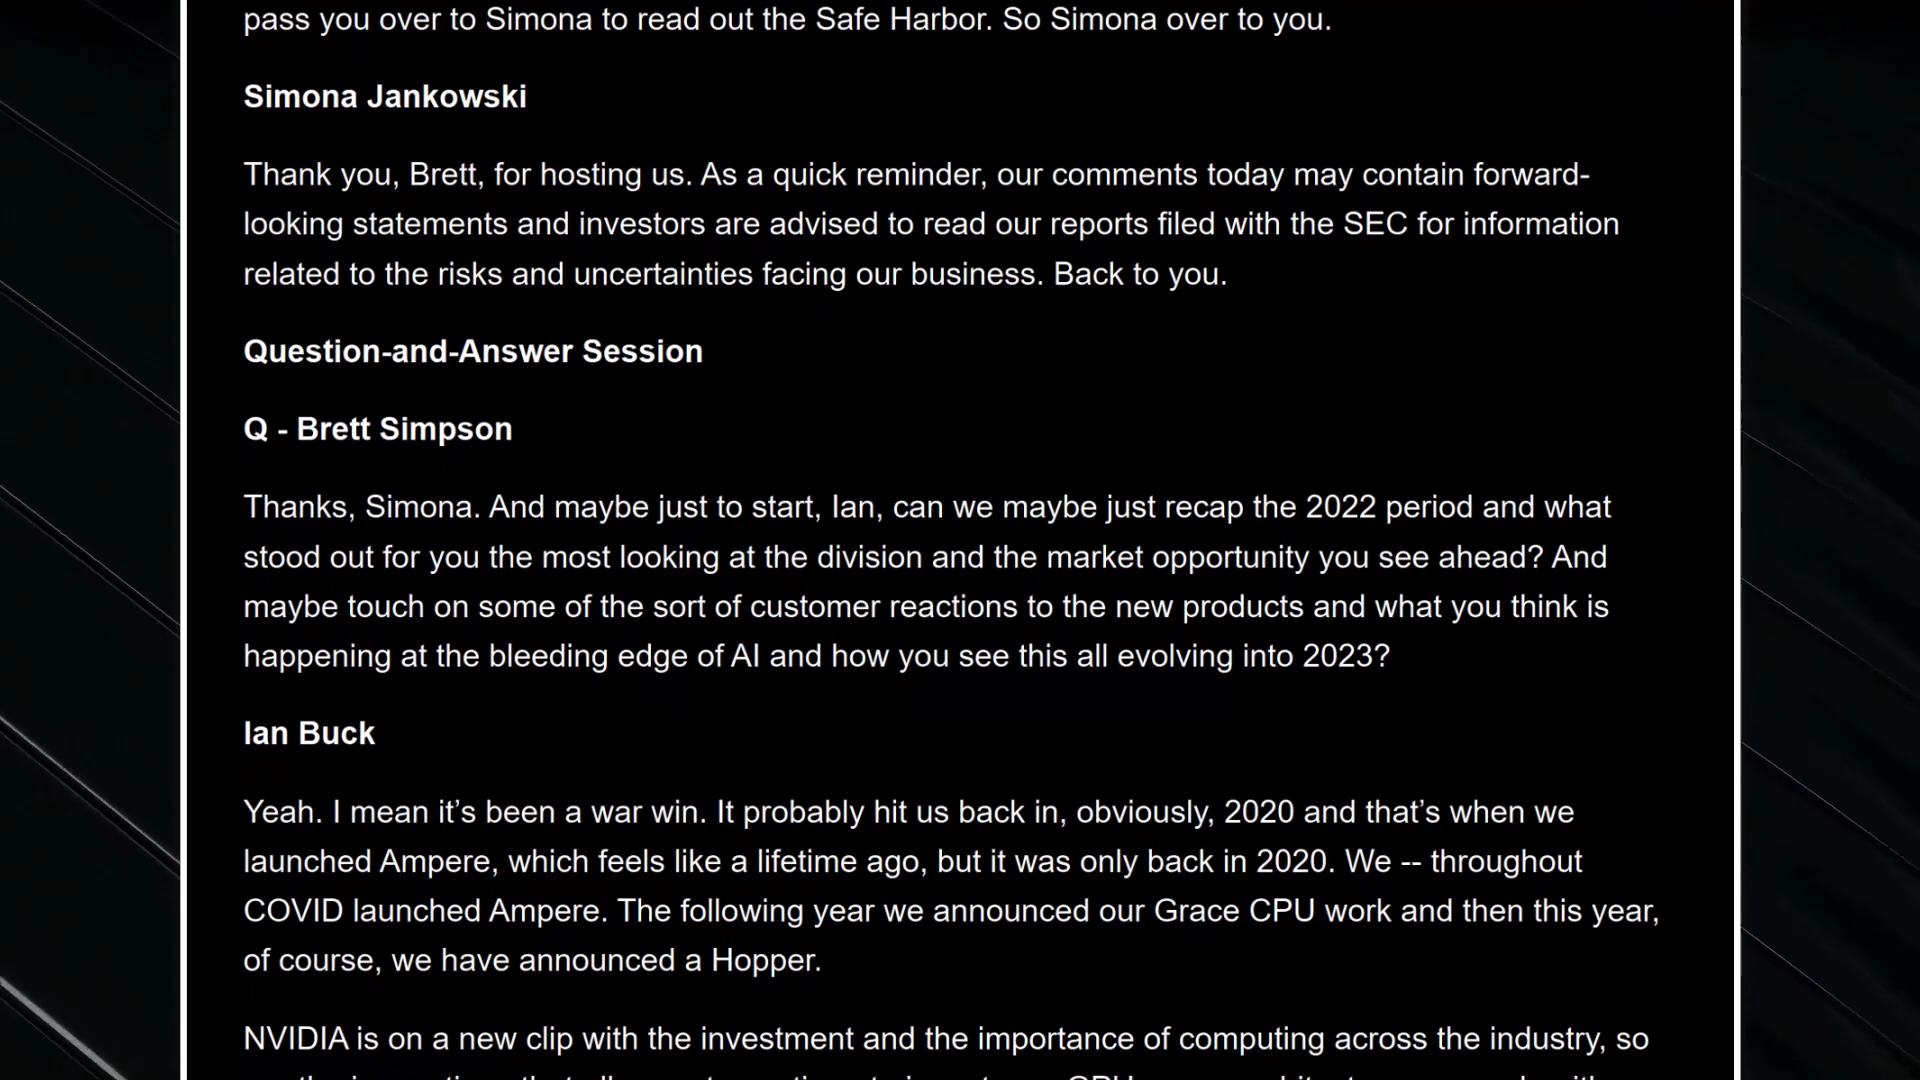 pass you over to Simona to read out the Safe Harbor. So Simona over to you.
Simona Jankowski
Thank you, Brett, for hosting us. As a quick reminder, our comments today may contain forward-
looking statements and investors are advised to read our reports filed with the SEC for information
related to the risks and uncertainties facing our business. Back to you.
Question-and-Answer Session
Q - Brett Simpson
Thanks, Simona. And maybe just to start, Ian, can we maybe just recap the 2022 period and what
stood out for you the most looking at the division and the market opportunity you see ahead? And
maybe touch on some of the sort of customer reactions to the new products and what you think is
happening at the bleeding edge of AI and how you see this all evolving into 2023?
Ian Buck
Yeah. I mean it’s been a war win. It probably hit us back in, obviously, 2020 and that’s when we
launched Ampere, which feels like a lifetime ago, but it was only back in 2020. We -- throughout
COVID launched Ampere. The following year we announced our Grace CPU work and then this year,
of course, we have announced a Hopper.
NVIDIA is on a new clip with the investment and the importance of computing across the industry, so